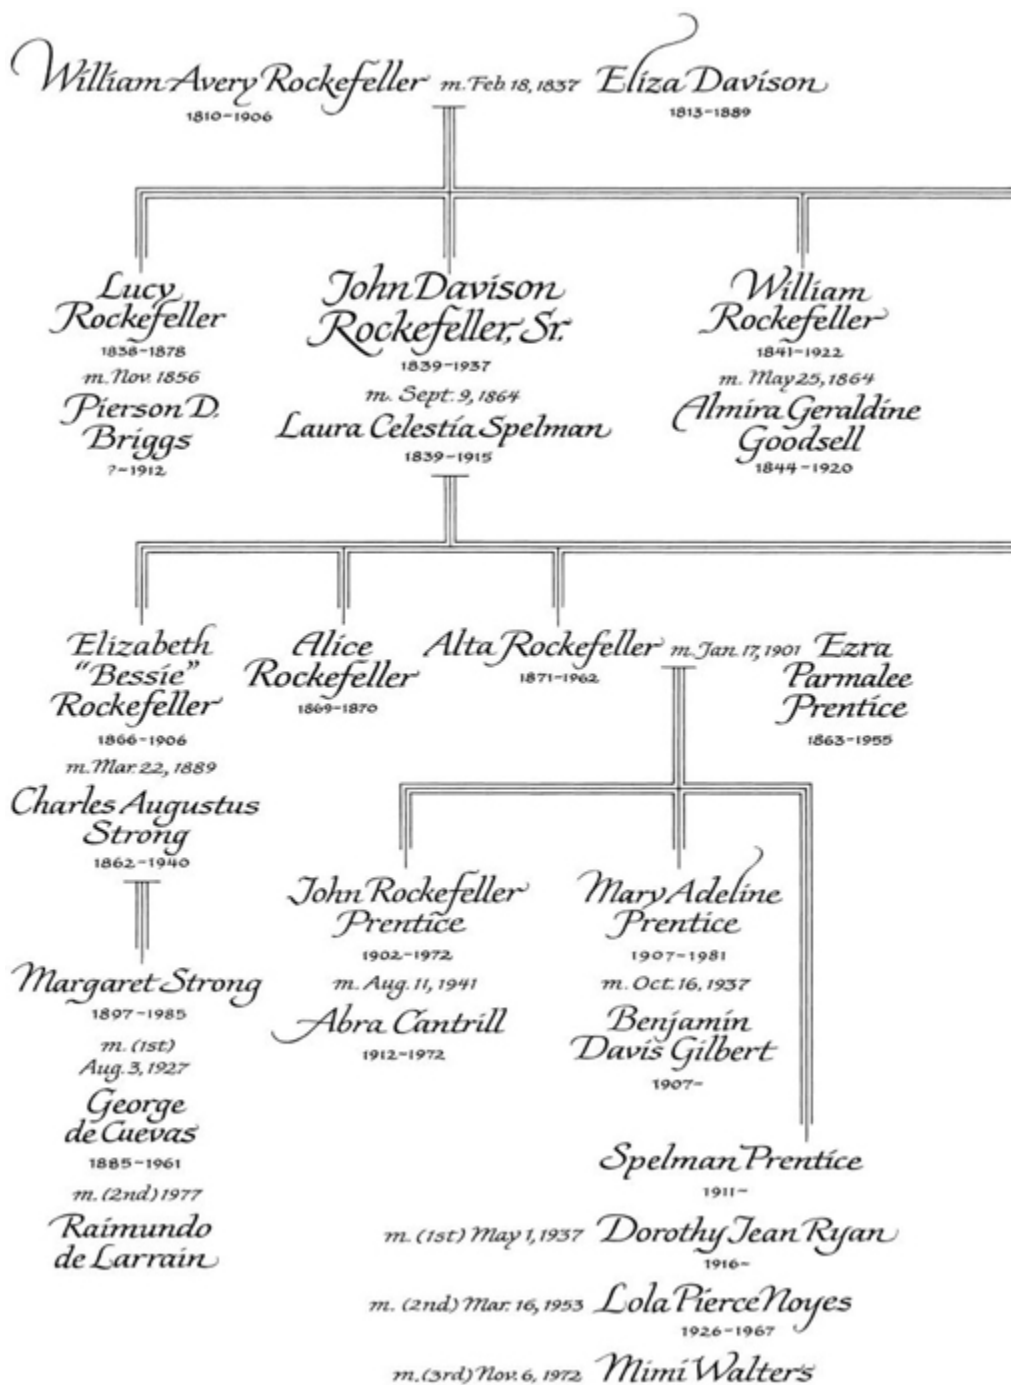 William Avery Rockefeller m. Feb. 18, 1837 Eliza Davison
1810-1906 1813-1889
Lucy
Rockefeller
1838-1878
m. Nov. 1856
Pierson D.
Briggs
?-1912
John Davison
Rockefeller, Sr.
1839-1937
m. Sept. 9, 1864
Laura Celestia Spelman
1839-1915
William
Rockefeller
1841-1922
m. May 25, 1864
Almira Geraldine
Goodsell
1844-1920
Elizabeth
"Bessie"
Rockefeller
1866-1906
m. Mar. 22, 1889
Charles Augustus
Strong
1862-1940
Margaret Strong
1897-1985
m. (1st)
Aug. 3, 1927
George
de Cuevas
1885-1961
m. (2nd) 1977
Raimundo
de Larrain
Alice
Rockefeller
1869-1870
Alta Rockefeller m. Jan. 17, 1901 Ezra
1871-1962
Parmalee
Prentice
1863-1955
John Rockefeller
Prentice
1902-1972
m. Aug. 11, 1941
Abra Cantrill
1912-1972
Mary Adeline
Prentice
1907-1981
m. Oct. 16, 1937
Benjamin
Davis Gilbert
1907-
Spelman Prentice
1911-
m. (1st) May 1, 1937 Dorothy Jean Ryan
1916-
m. (2nd) Mar. 16, 1953 Lola Pierce Noyes
1926-1967
m. (3rd) Nov. 6, 1972 Mimi Walters